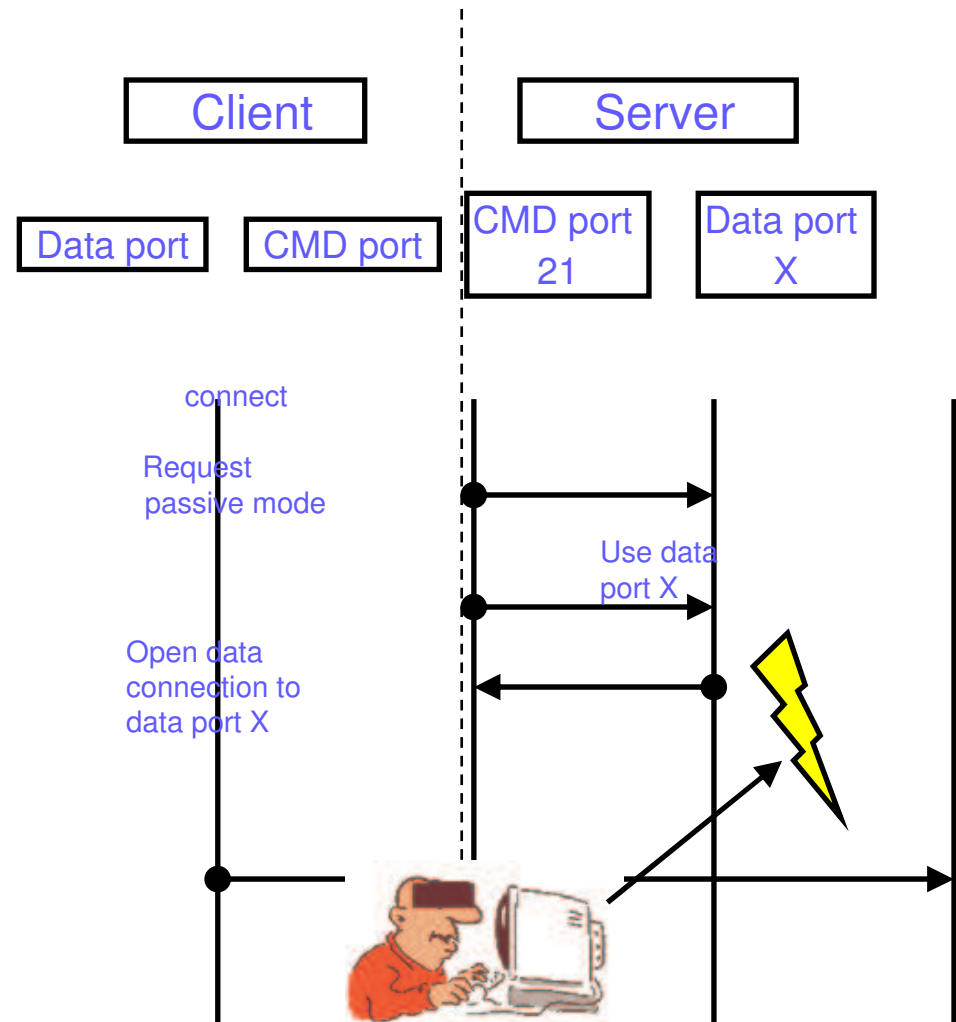 Client
Server
Data port
CMD port
CMD port
21
Data port
X
connect
Request
passive mode
Use data
port X
Open data
connection to
data port X